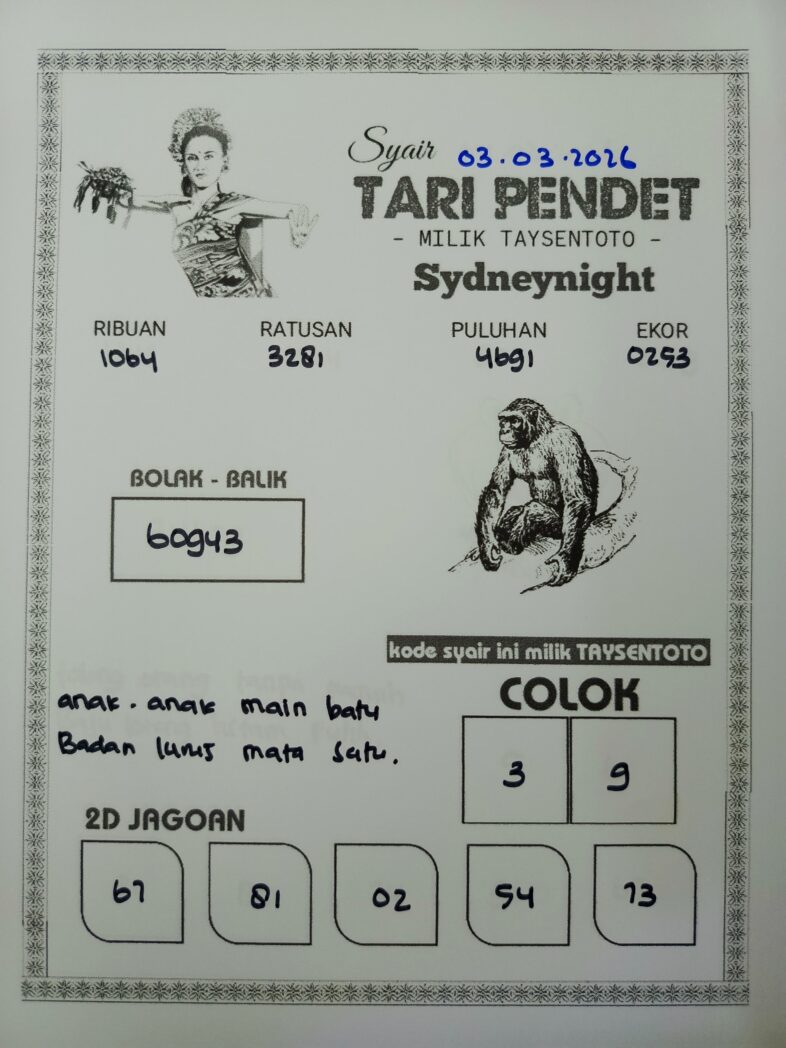 Syair 03.03.2026
TARI PENDET
- MILIK TAYSENTOTO -
Sydneynight
RIBUAN RATUSAN PULUHAN EKOR
1064 3281 4691 0253
BOLAK - BALIK
60943
kode syair ini milik TAYSENTOTO
COLOK
3 9
anak. anak main batu
Badan lurus mata satu.
2D JAGOAN
67 81 02 54 73